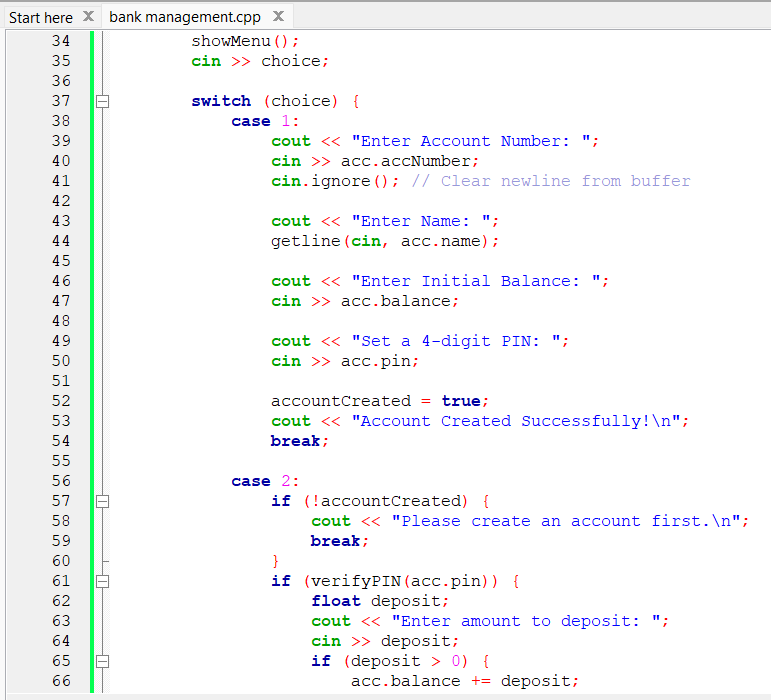 Start here X bank management.cpp X
34 showMenu();
35 cin >> choice;
36
37 switch (choice) {
38 case 1:
39 cout << "Enter Account Number: ";
40 cin >> acc.accNumber;
41 cin.ignore(); // Clear newline from buffer
42
43 cout << "Enter Name: ";
44 getline(cin, acc.name);
45
46 cout << "Enter Initial Balance: ";
47 cin >> acc.balance;
48
49 cout << "Set a 4-digit PIN: ";
50 cin >> acc.pin;
51
52 accountCreated = true;
53 cout << "Account Created Successfully!\n";
54 break;
55
56 case 2:
57 if (!accountCreated) {
58 cout << "Please create an account first.\n";
59 break;
60 }
61 if (verifyPIN(acc.pin)) {
62 float deposit;
63 cout << "Enter amount to deposit: ";
64 cin >> deposit;
65 if (deposit > 0) {
66 acc.balance += deposit;